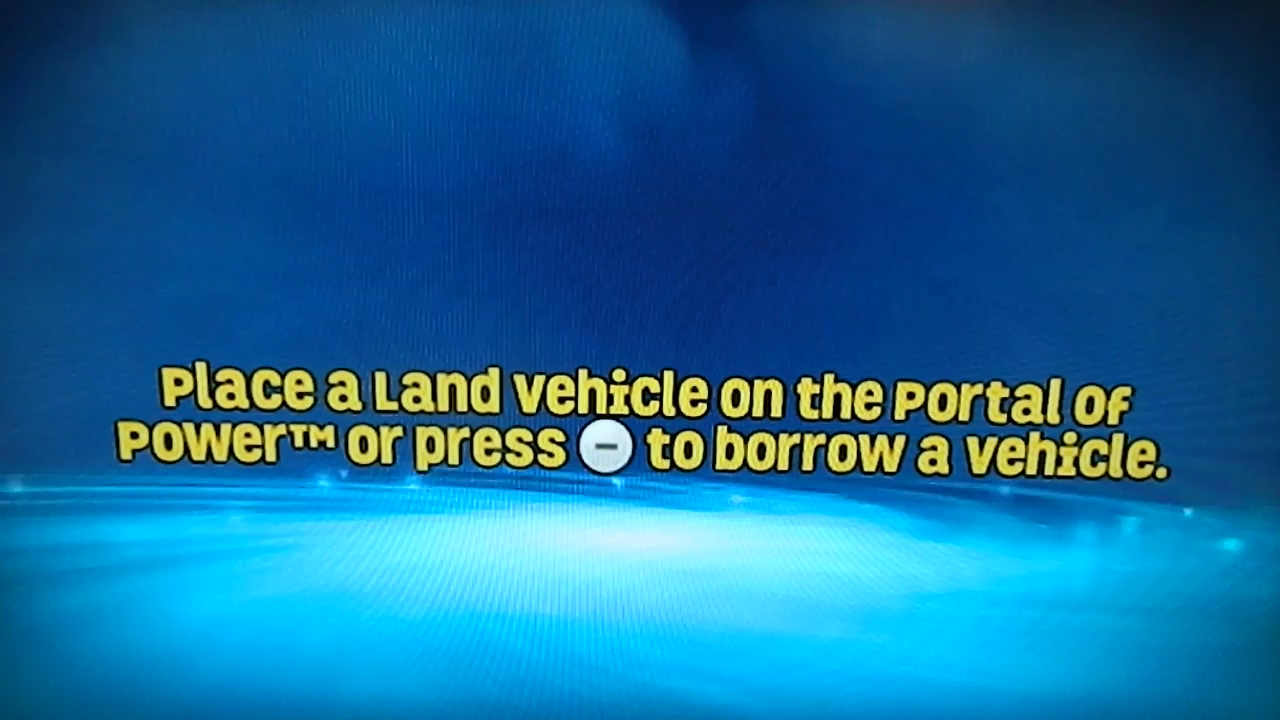 Place a Land vehicle on the Portal of
Power™ or press - to borrow a vehicle.